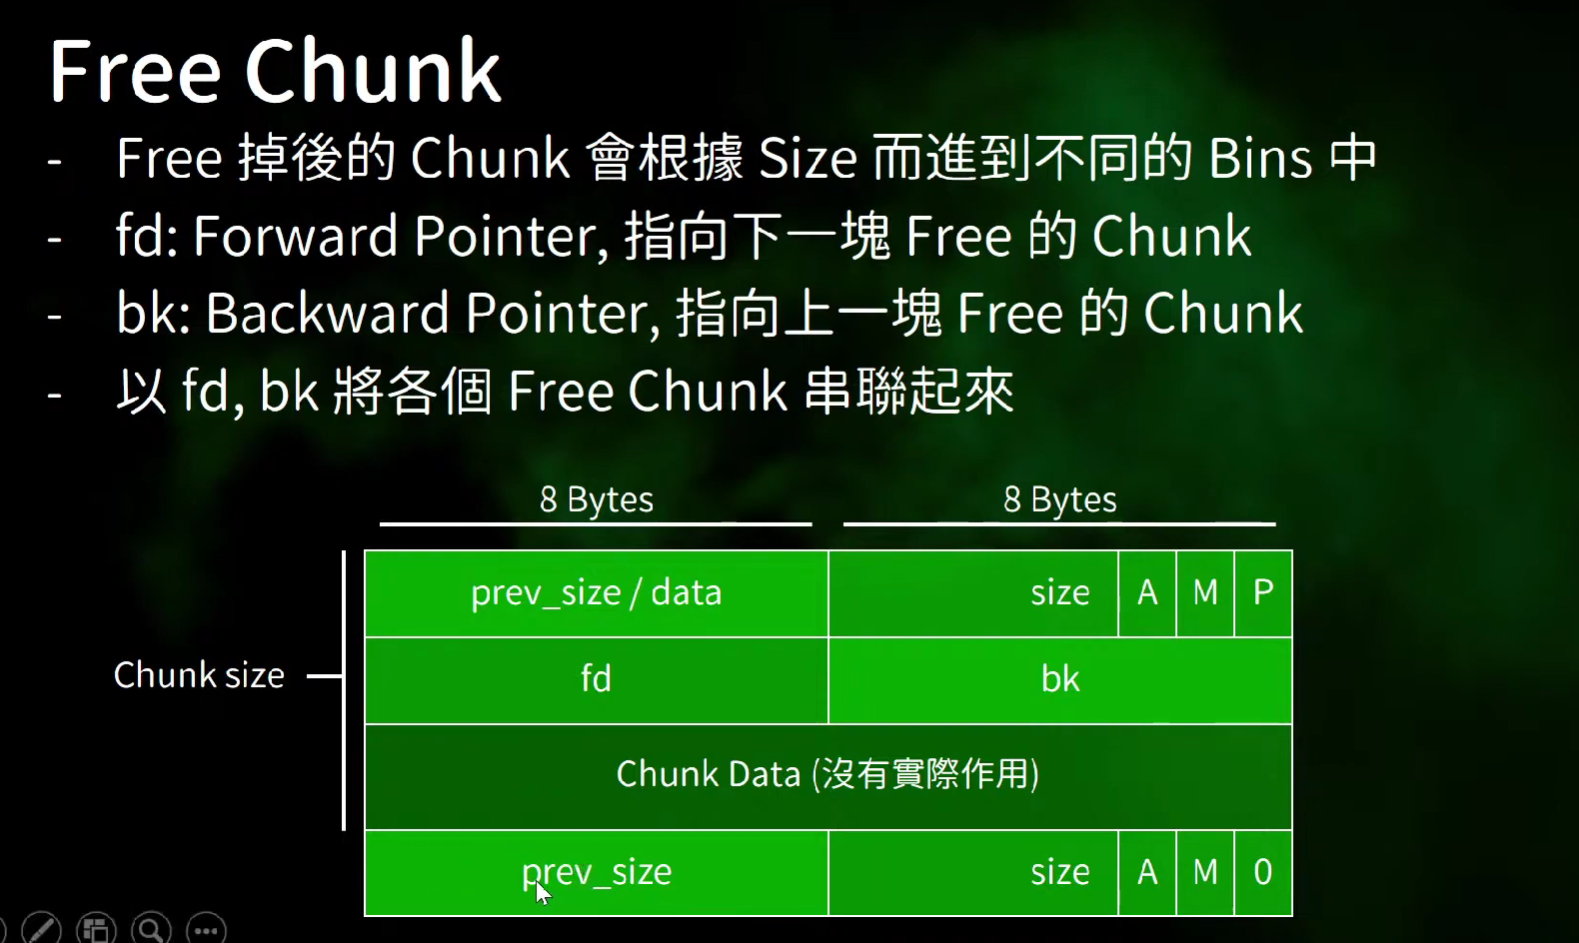 Free Chunk
- Free 掉後的 Chunk 會根據 Size 而進到不同的 Bins 中
- fd: Forward Pointer, 指向下一塊 Free 的 Chunk
- bk: Backward Pointer, 指向上一塊 Free 的 Chunk
- 以 fd, bk 將各個 Free Chunk 串聯起來
8 Bytes 8 Bytes
prev_size / data size A M P
Chunk size fd bk
Chunk Data (沒有實際作用)
prev_size size A M 0